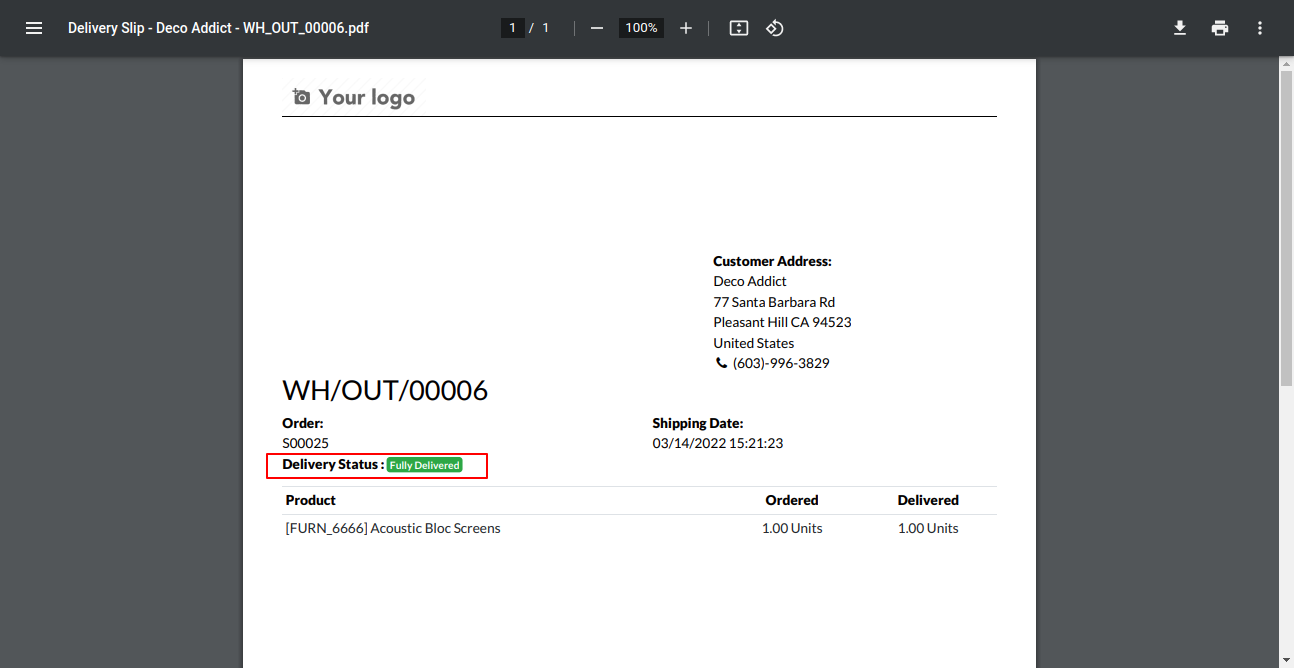 Delivery Slip - Deco Addict - WH_OUT_00006.pdf
1 / 1
100%
Your logo
Customer Address:
Deco Addict
77 Santa Barbara Rd
Pleasant Hill CA 94523
United States
(603)-996-3829
WH/OUT/00006
Order: Shipping Date:
S00025 03/14/2022 15:21:23
Delivery Status : Fully Delivered
Product Ordered Delivered
[FURN_6666] Acoustic Bloc Screens 1.00 Units 1.00 Units